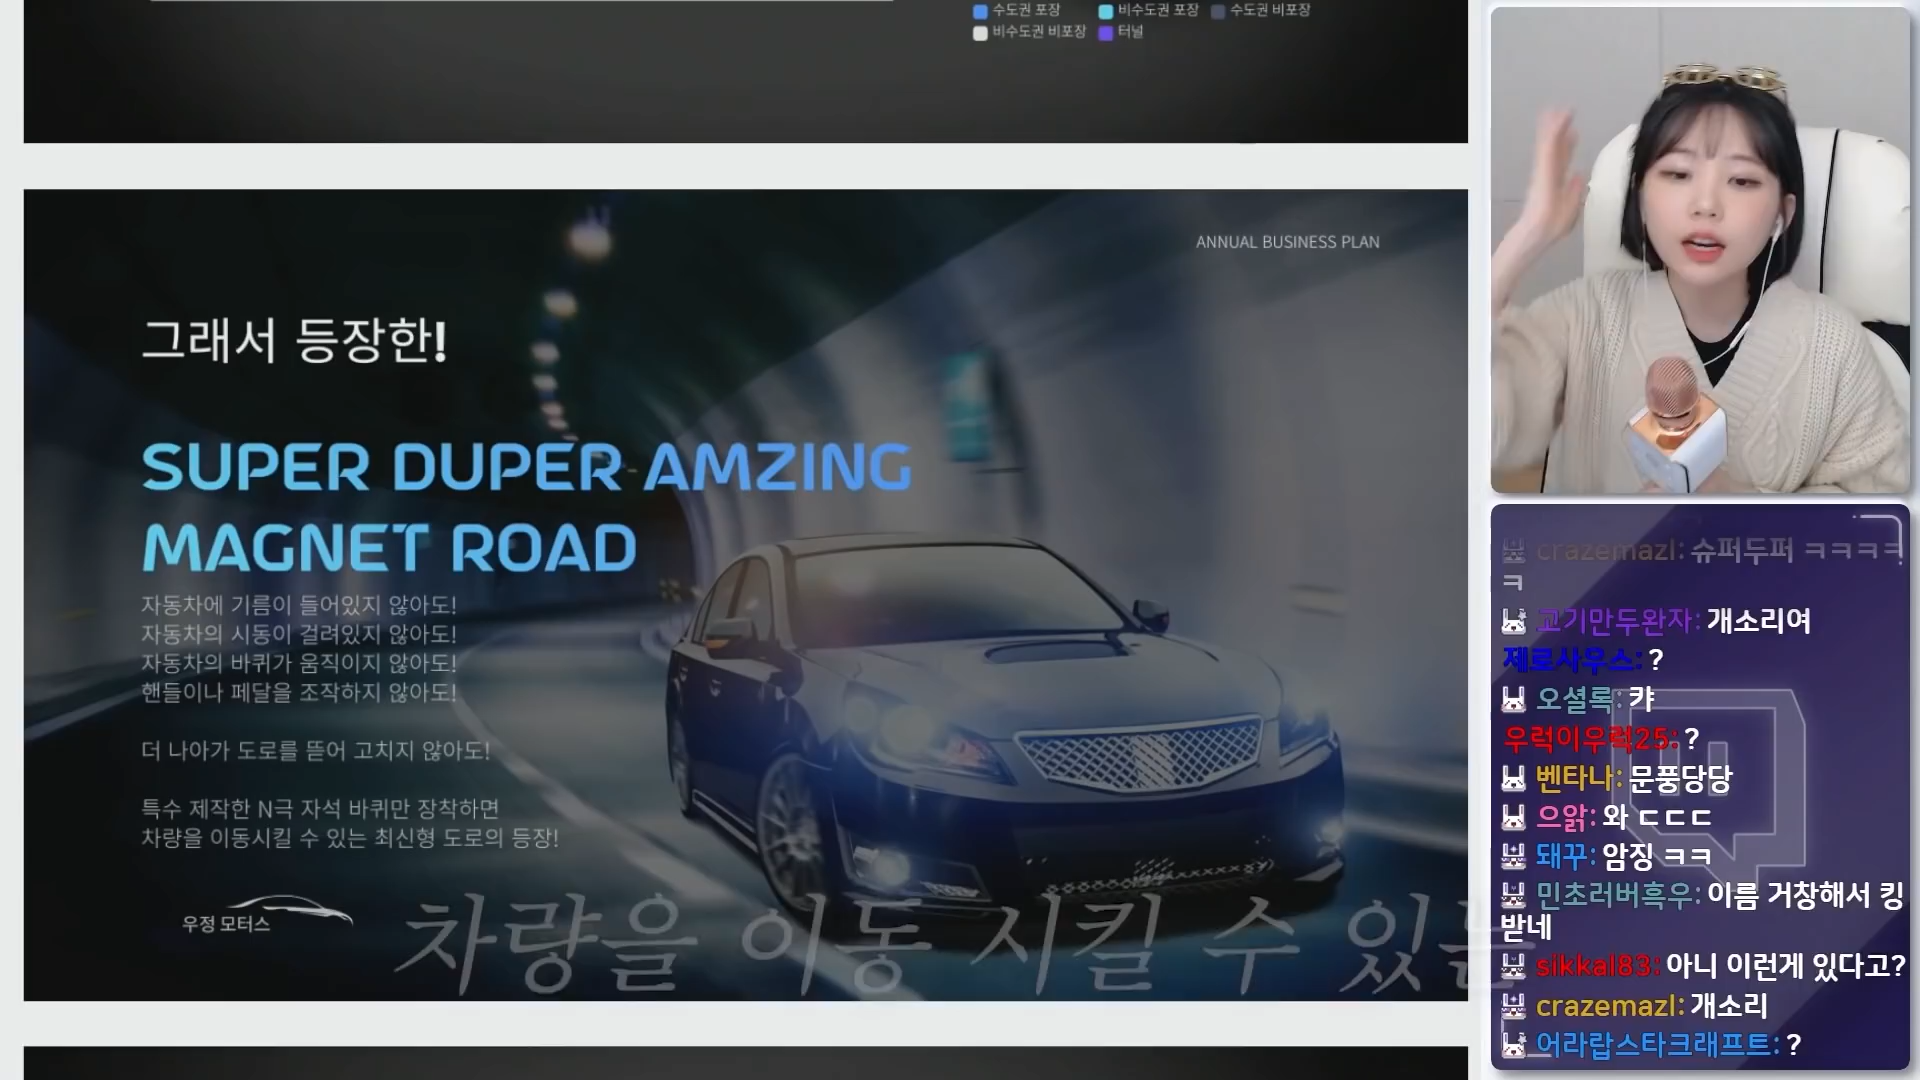 수도권 포장
비수도권 포장
수도권 비포장
비수도권 비포장
터널
ANNUAL BUSINESS PLAN
그래서 등장한!
SUPER DUPER AMZING
MAGNET ROAD
자동차에 기름이 들어있지 않아도!
자동차의 시동이 걸려있지 않아도!
자동차의 바퀴가 움직이지 않아도!
핸들이나 페달을 조작하지 않아도!
더 나아가 도로를 뜯어 고치지 않아도!
특수 제작한 N극 자석 바퀴만 장착하면
차량을 이동시킬 수 있는 최신형 도로의 등장!
우정 모터스
차량을 이동 시킬 수 있는
crazemazl: 슈퍼두퍼 ㅋㅋㅋㅋ
ㅋ
고기만두완자: 개소리여
제로사우스: ?
오셜록: 캬
우럭이우럭25: ?
벤타나: 문풍당당
으앍: 와 ㄷㄷㄷ
돼꾸: 암징 ㅋㅋ
민초러버흑우: 이름 거창해서 킹
받네
sikkal83: 아니 이런게 있다고?
crazemazl: 개소리
어라랍스타크래프트: ?